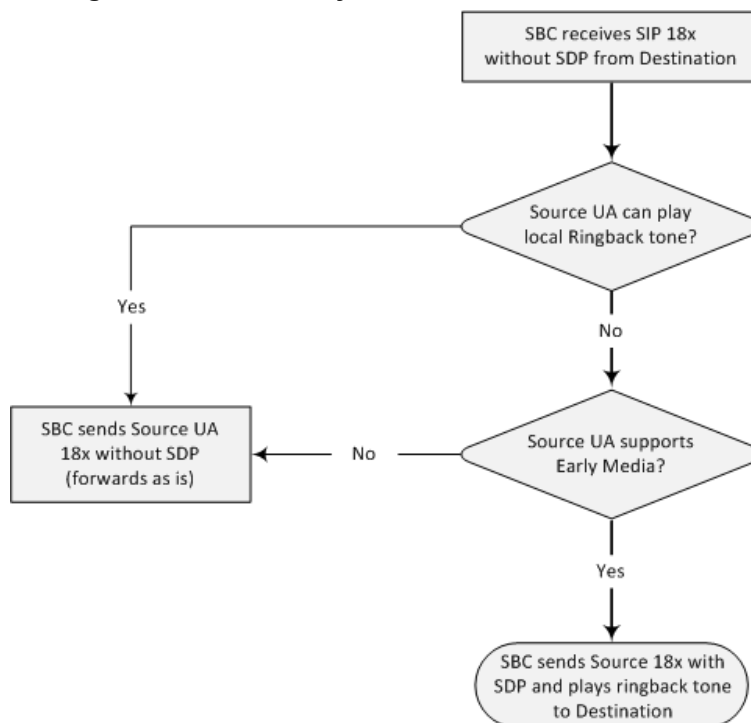 SBC receives SIP 18x
without SDP from Destination
Source UA can play
local Ringback tone?
Yes
No
SBC sends Source UA
18x without SDP
(forwards as is)
No
Source UA supports
Early Media?
Yes
SBC sends Source 18x with
SDP and plays ringback tone
to Destination